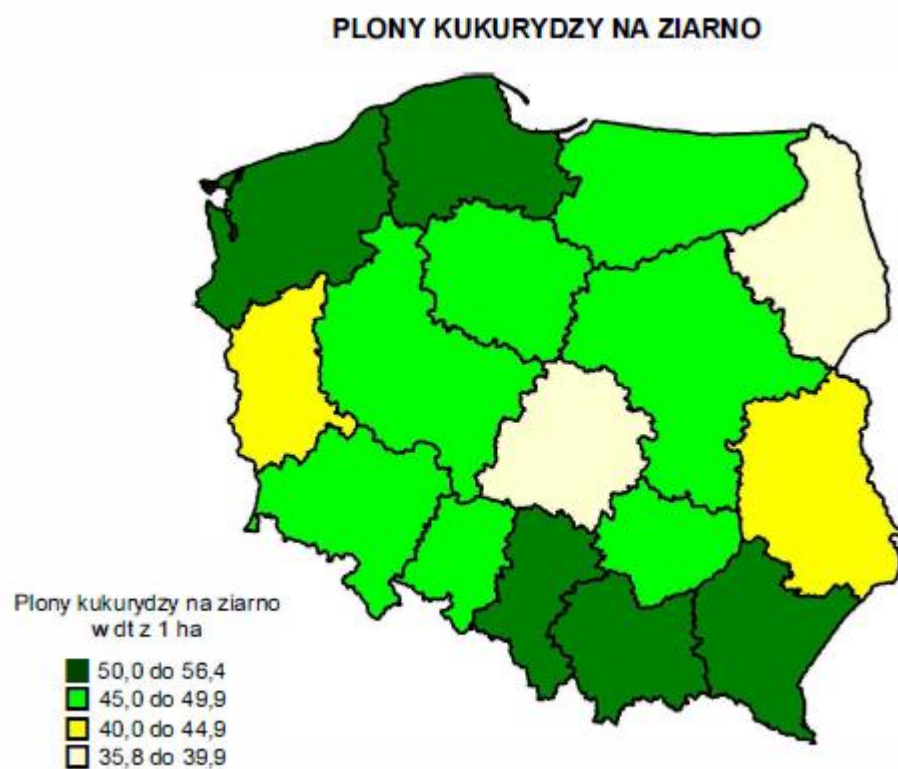 PLONY KUKURYDZY NA ZIARNO
Plony kukurydzy na ziarno
w dt z 1 ha
50,0 do 56,4
45,0 do 49,9
40,0 do 44,9
35,8 do 39,9